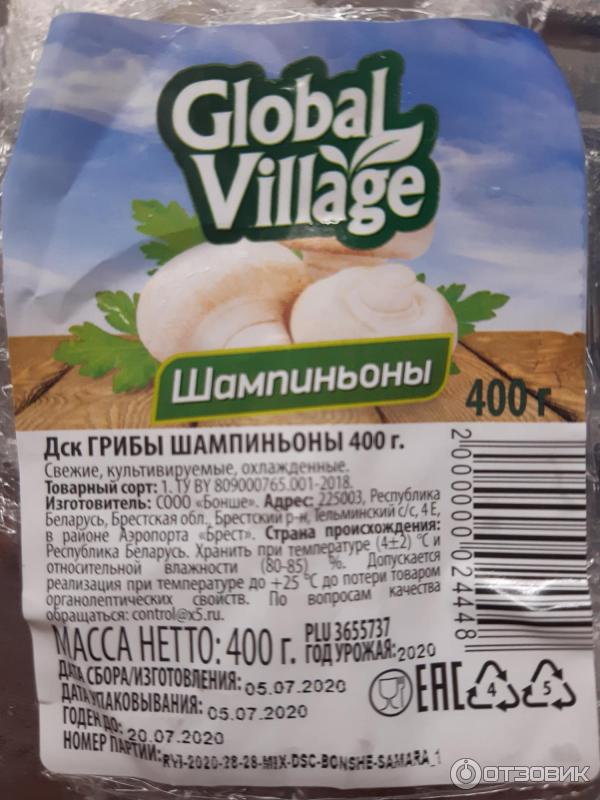 Global
Village
Шампиньоны
400 г
Дск ГРИБЫ ШАМПИНЬОНЫ 400 г.
Свежие, культивируемые, охлажденные.
Товарный сорт: 1. ТУ BY 809000765.001-2018.
Изготовитель: СООО «Бонше». Адрес: 225003, Республика
Беларусь, Брестская обл., Брестский р-н, Тельминский с/с, 4 Е,
в районе Аэропорта «Брест». Страна происхождения:
Республика Беларусь. Хранить при температуре (4±2) °С и
относительной влажности (80-85) %. Допускается
реализация при температуре до +25 °С до потери товаром
органолептических свойств. По вопросам качества
обращаться: control@x5.ru.
МАССА НЕТТО: 400 г.
PLU 3655737
ГОД УРОЖАЯ: 2020
ДАТА СБОРА/ИЗГОТОВЛЕНИЯ: 05.07.2020
ДАТА УПАКОВЫВАНИЯ: 05.07.2020
ГОДЕН ДО: 20.07.2020
НОМЕР ПАРТИИ: RYJ-2020-28-28-MIX-DSC-BONSHE-SAMARA_1
2000000024448
EAC
4
5
ОТЗОВИК